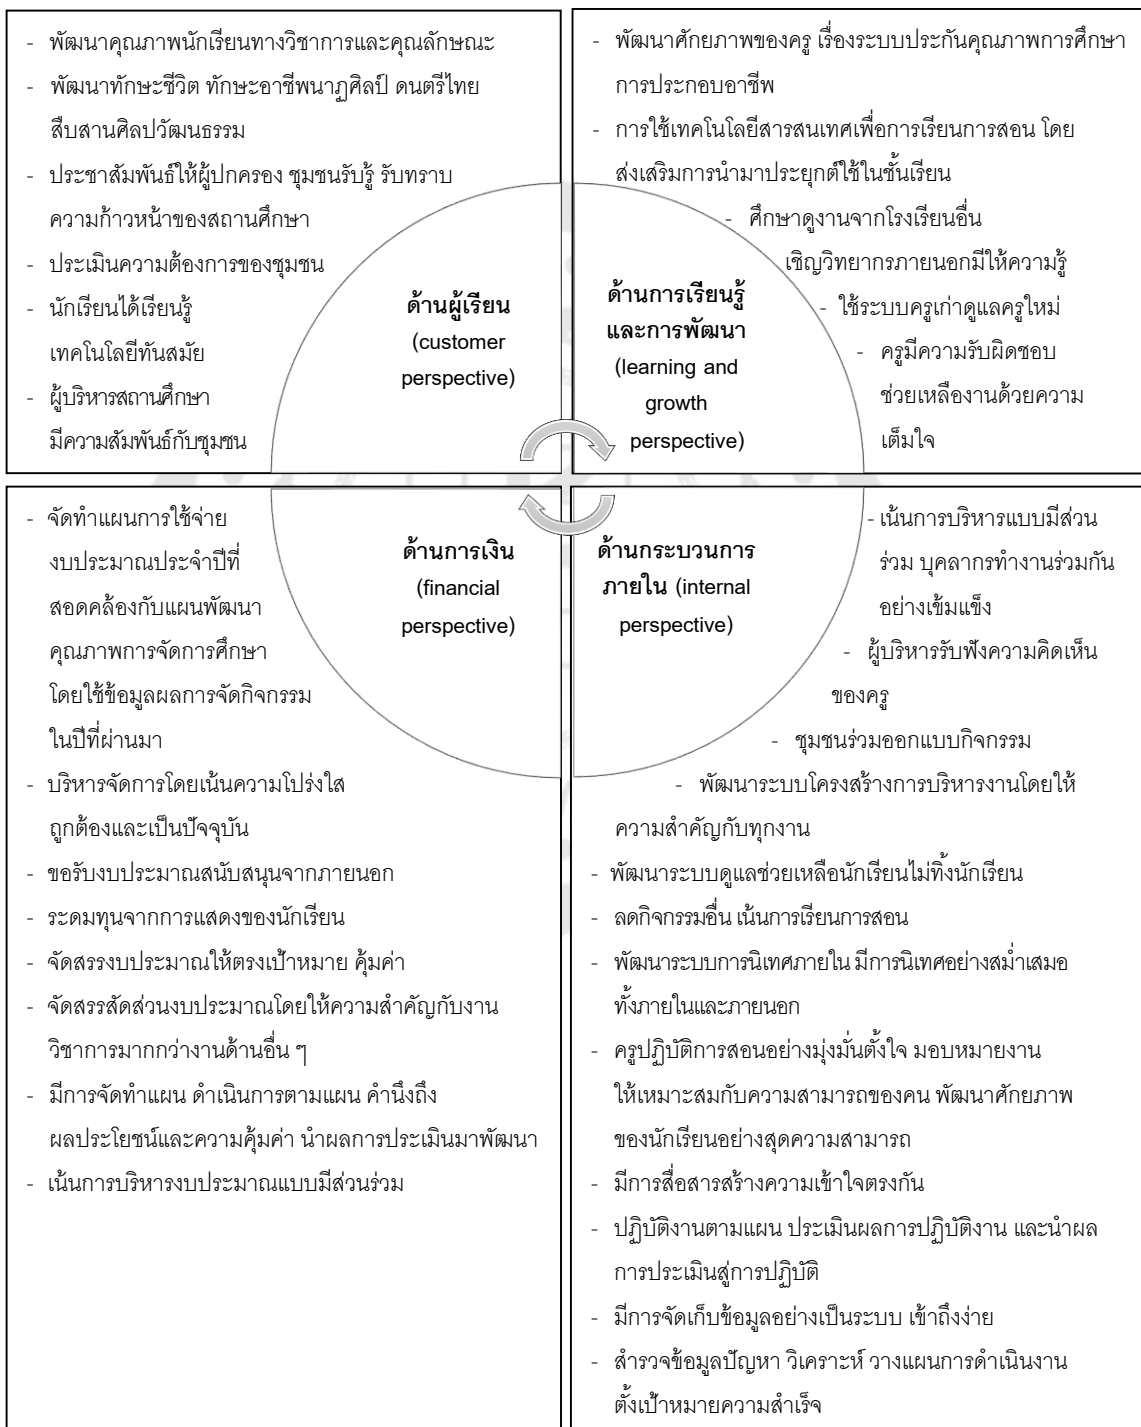 - พัฒนาคุณภาพนักเรียนทางวิชาการและคุณลักษณะ
- พัฒนาทักษะชีวิต ทักษะอาชีพนาฏศิลป์ ดนตรีไทย
สืบสานศิลปวัฒนธรรม
- ประชาสัมพันธ์ให้ผู้ปกครอง ชุมชนรับรู้ รับทราบ
ความก้าวหน้าของสถานศึกษา
- ประเมินความต้องการของชุมชน
- นักเรียนได้เรียนรู้
เทคโนโลยีทันสมัย
- ผู้บริหารสถานศึกษา
มีความสัมพันธ์กับชุมชน
ด้านผู้เรียน
(customer
perspective)
- พัฒนาศักยภาพของครู เรื่องระบบประกันคุณภาพการศึกษา
การประกอบอาชีพ
- การใช้เทคโนโลยีสารสนเทศเพื่อการเรียนการสอน โดย
ส่งเสริมการนำมาประยุกต์ใช้ในชั้นเรียน
- ศึกษาดูงานจากโรงเรียนอื่น
เชิญวิทยากรภายนอกมีให้ความรู้
- ใช้ระบบครูเก่าดูแลครูใหม่
- ครูมีความรับผิดชอบ
ช่วยเหลืองานด้วยความ
เต็มใจ
ด้านการเรียนรู้
และการพัฒนา
(learning and
growth
perspective)
- จัดทำแผนการใช้จ่าย
งบประมาณประจำปีที่
สอดคล้องกับแผนพัฒนา
คุณภาพการจัดการศึกษา
โดยใช้ข้อมูลผลการจัดกิจกรรม
ในปีที่ผ่านมา
- บริหารจัดการโดยเน้นความโปร่งใส
ถูกต้องและเป็นปัจจุบัน
- ขอรับงบประมาณสนับสนุนจากภายนอก
- ระดมทุนจากการแสดงของนักเรียน
- จัดสรรงบประมาณให้ตรงเป้าหมาย คุ้มค่า
- จัดสรรสัดส่วนงบประมาณโดยให้ความสำคัญกับงาน
วิชาการมากกว่างานด้านอื่น ๆ
- มีการจัดทำแผน ดำเนินการตามแผน คำนึงถึง
ผลประโยชน์และความคุ้มค่า นำผลการประเมินมาพัฒนา
- เน้นการบริหารงบประมาณแบบมีส่วนร่วม
ด้านการเงิน
(financial
perspective)
ด้านกระบวนการ
ภายใน (internal
perspective)
- เน้นการบริหารแบบมีส่วน
ร่วม บุคลากรทำงานร่วมกัน
อย่างเข้มแข็ง
- ผู้บริหารรับฟังความคิดเห็น
ของครู
- ชุมชนร่วมออกแบบกิจกรรม
- พัฒนาระบบโครงสร้างการบริหารงานโดยให้
ความสำคัญกับทุกงาน
- พัฒนาระบบดูแลช่วยเหลือนักเรียนไม่ทิ้งนักเรียน
- ลดกิจกรรมอื่น เน้นการเรียนการสอน
- พัฒนาระบบการนิเทศภายใน มีการนิเทศอย่างสม่ำเสมอ
ทั้งภายในและภายนอก
- ครูปฏิบัติการสอนอย่างมุ่งมั่นตั้งใจ มอบหมายงาน
ให้เหมาะสมกับความสามารถของคน พัฒนาศักยภาพ
ของนักเรียนอย่างสุดความสามารถ
- มีการสื่อสารสร้างความเข้าใจตรงกัน
- ปฏิบัติงานตามแผน ประเมินผลการปฏิบัติงาน และนำผล
การประเมินสู่การปฏิบัติ
- มีการจัดเก็บข้อมูลอย่างเป็นระบบ เข้าถึงง่าย
- สำรวจข้อมูลปัญหา วิเคราะห์ วางแผนการดำเนินงาน
ตั้งเป้าหมายความสำเร็จ